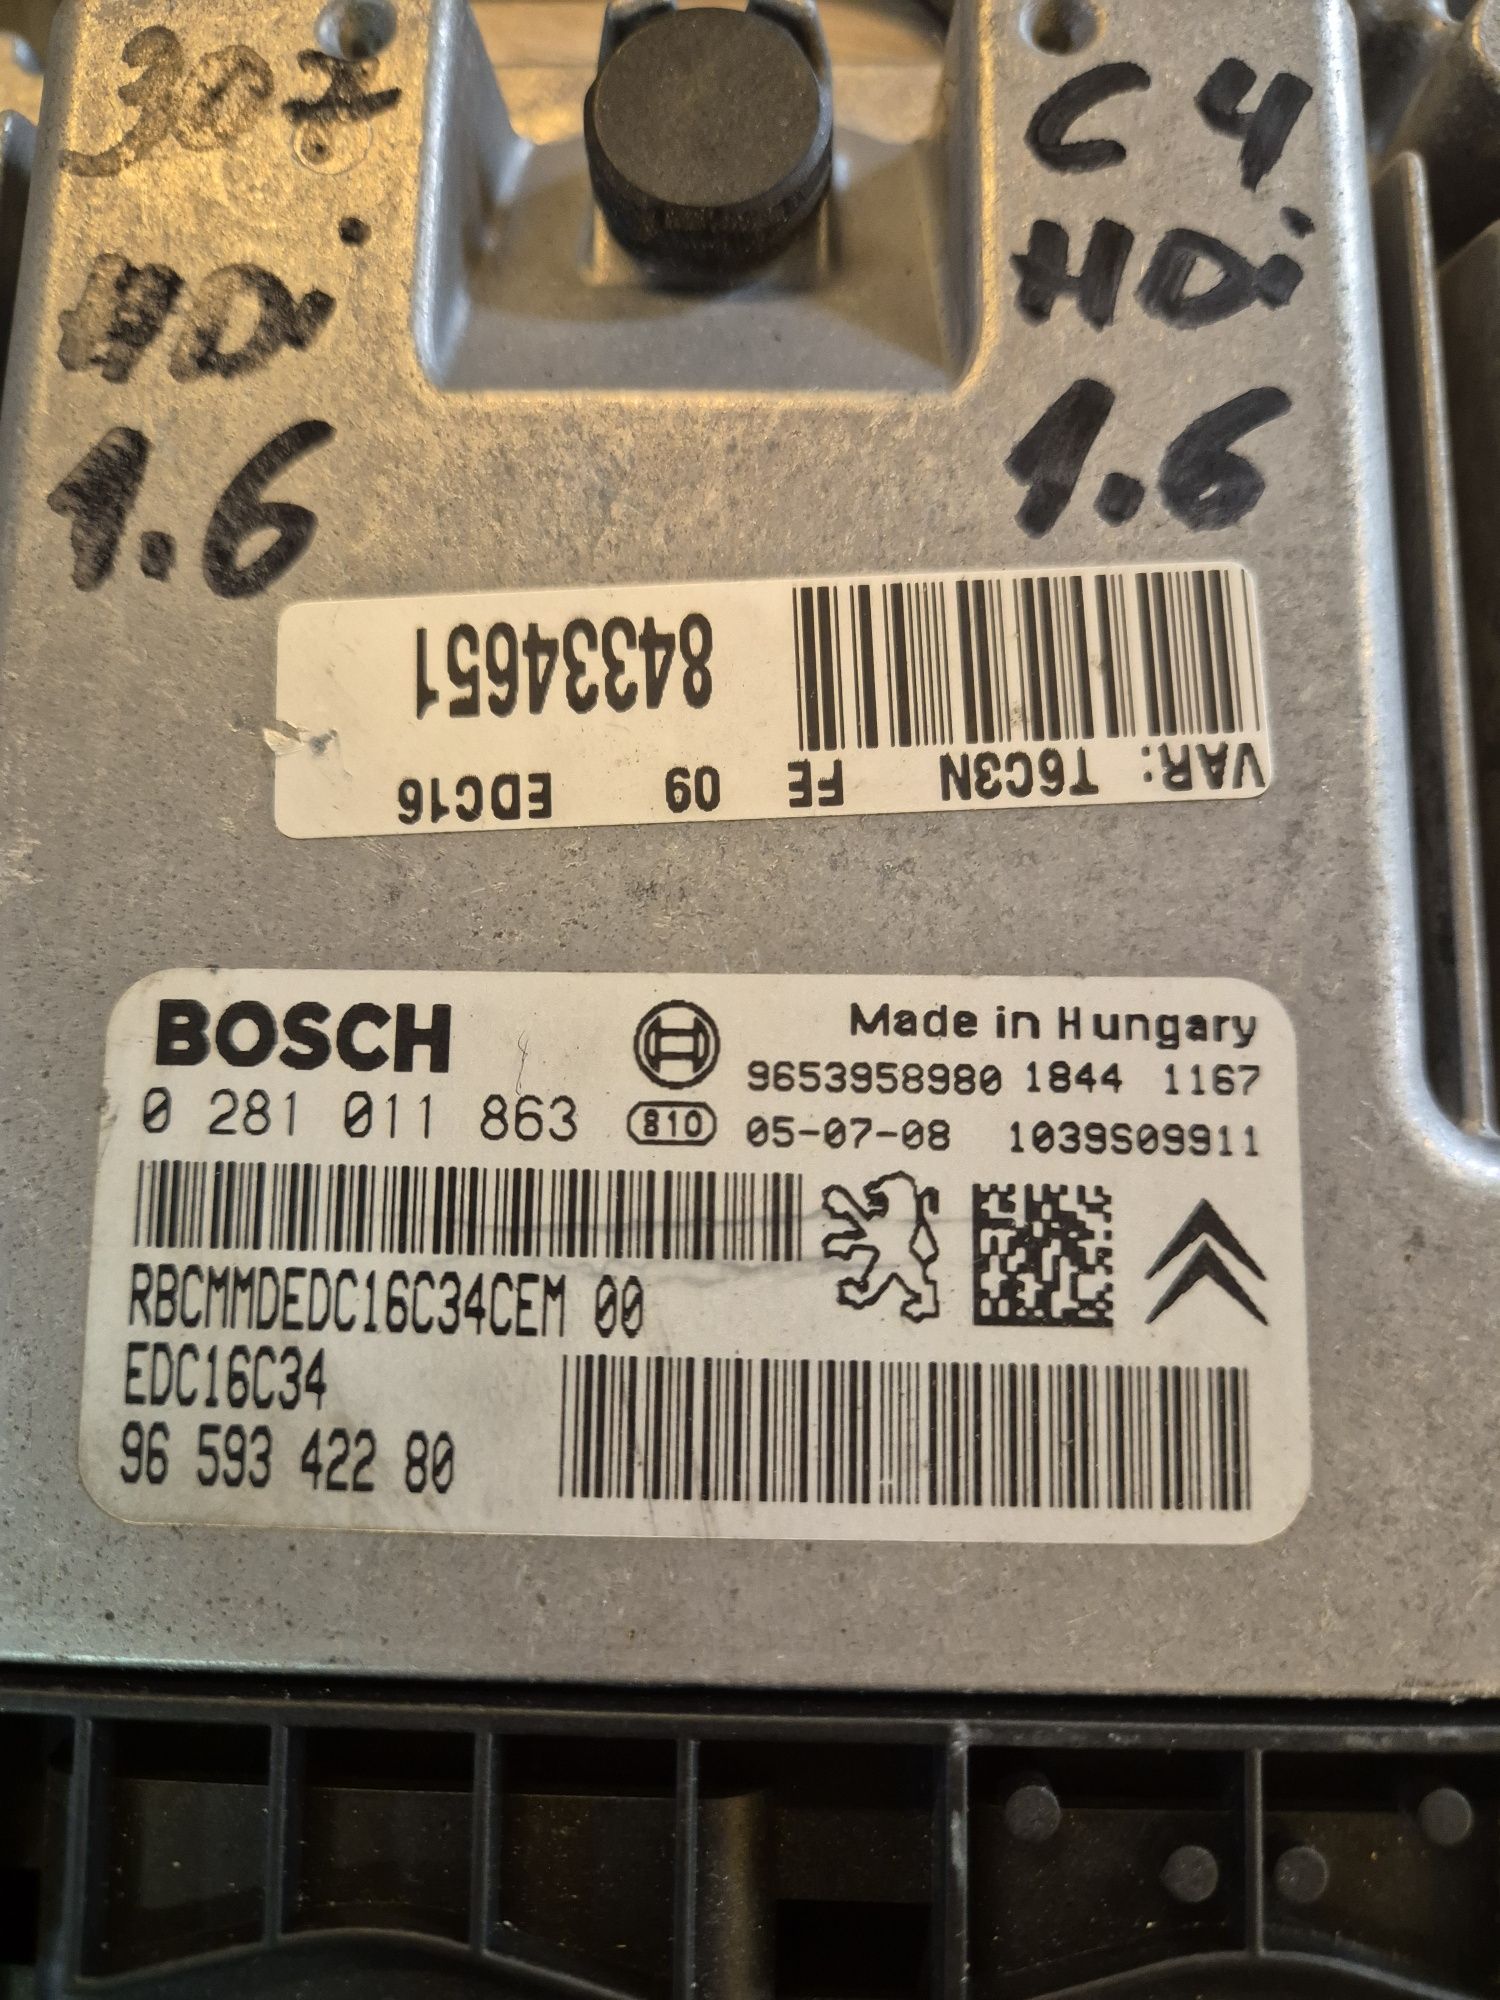 307
HDi
1.6
C4
HDi
1.6
84334651
VAR: T6C3N FE 09 EDC16
BOSCH
Made in Hungary
9653958980 1844 1167
0 281 011 863
810
05-07-08 1039S09911
RBCMMDEDC16C34CEM 00
EDC16C34
96 593 422 80